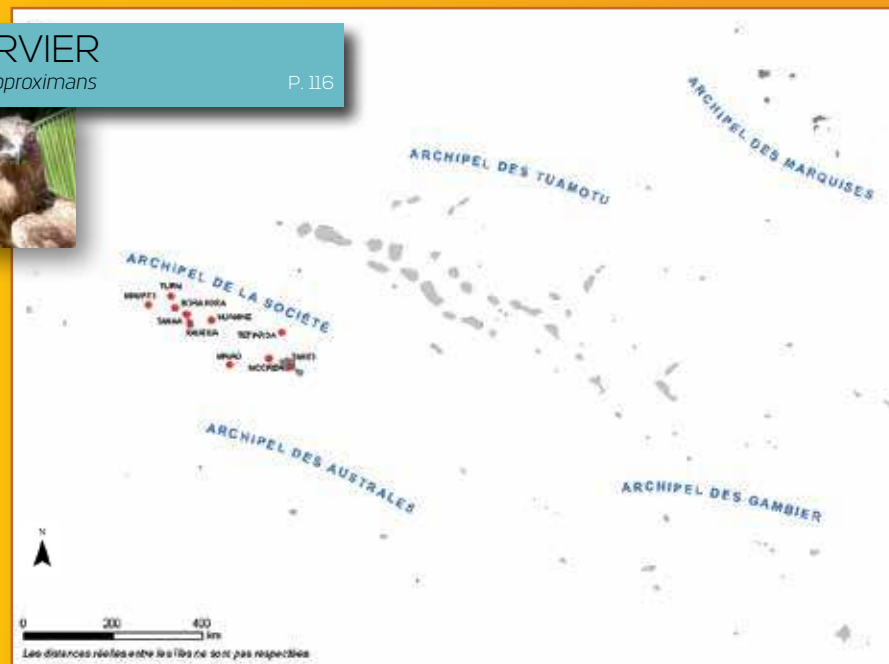 RVIER
pproximans
P. 116
ARCHIPEL DES MARQUISES
ARCHIPEL DES TUAMOTU
ARCHIPEL DE LA SOCIÉTÉ
TUPAI
BORA BORA
HUAHINE
TAHAA
RAIATEA
TETIAROA
MAIAO
TAHITI
MOOREA
ARCHIPEL DES AUSTRALES
ARCHIPEL DES GAMBIER
N
0 200 400
km
Les distances réelles entre les îles ne sont pas respectées